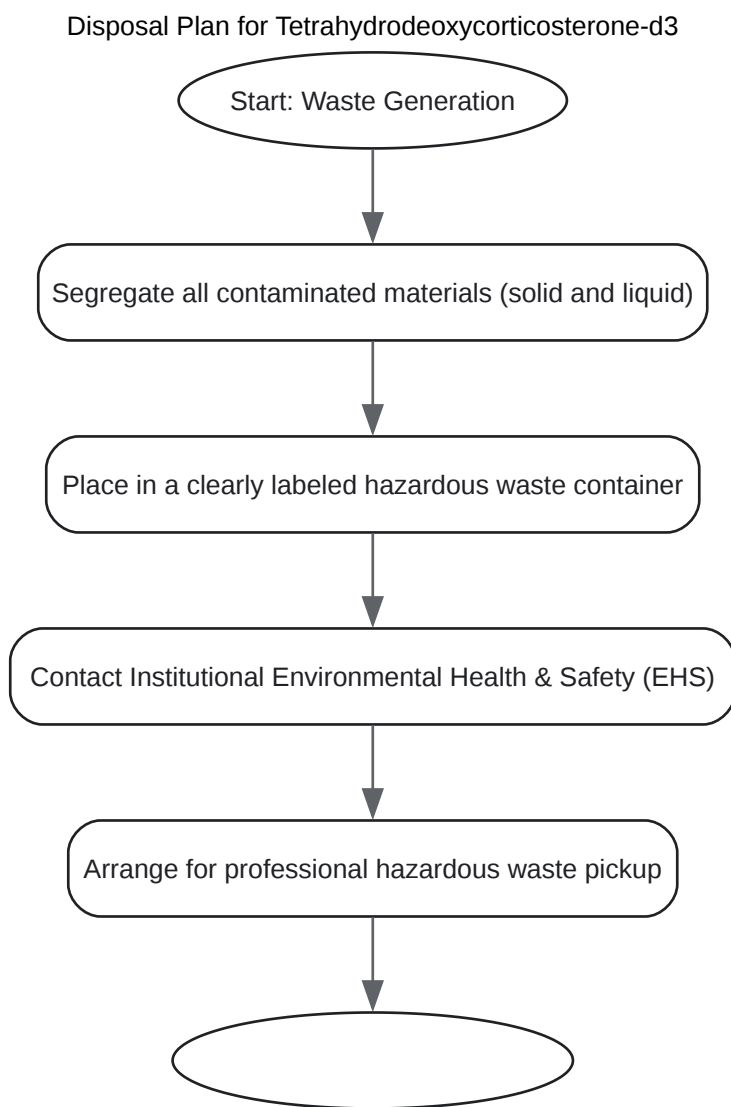 Disposal Plan for Tetrahydrodeoxycorticosterone-d3
Start: Waste Generation
Segregate all contaminated materials (solid and liquid)
Place in a clearly labeled hazardous waste container
Contact Institutional Environmental Health & Safety (EHS)
Arrange for professional hazardous waste pickup